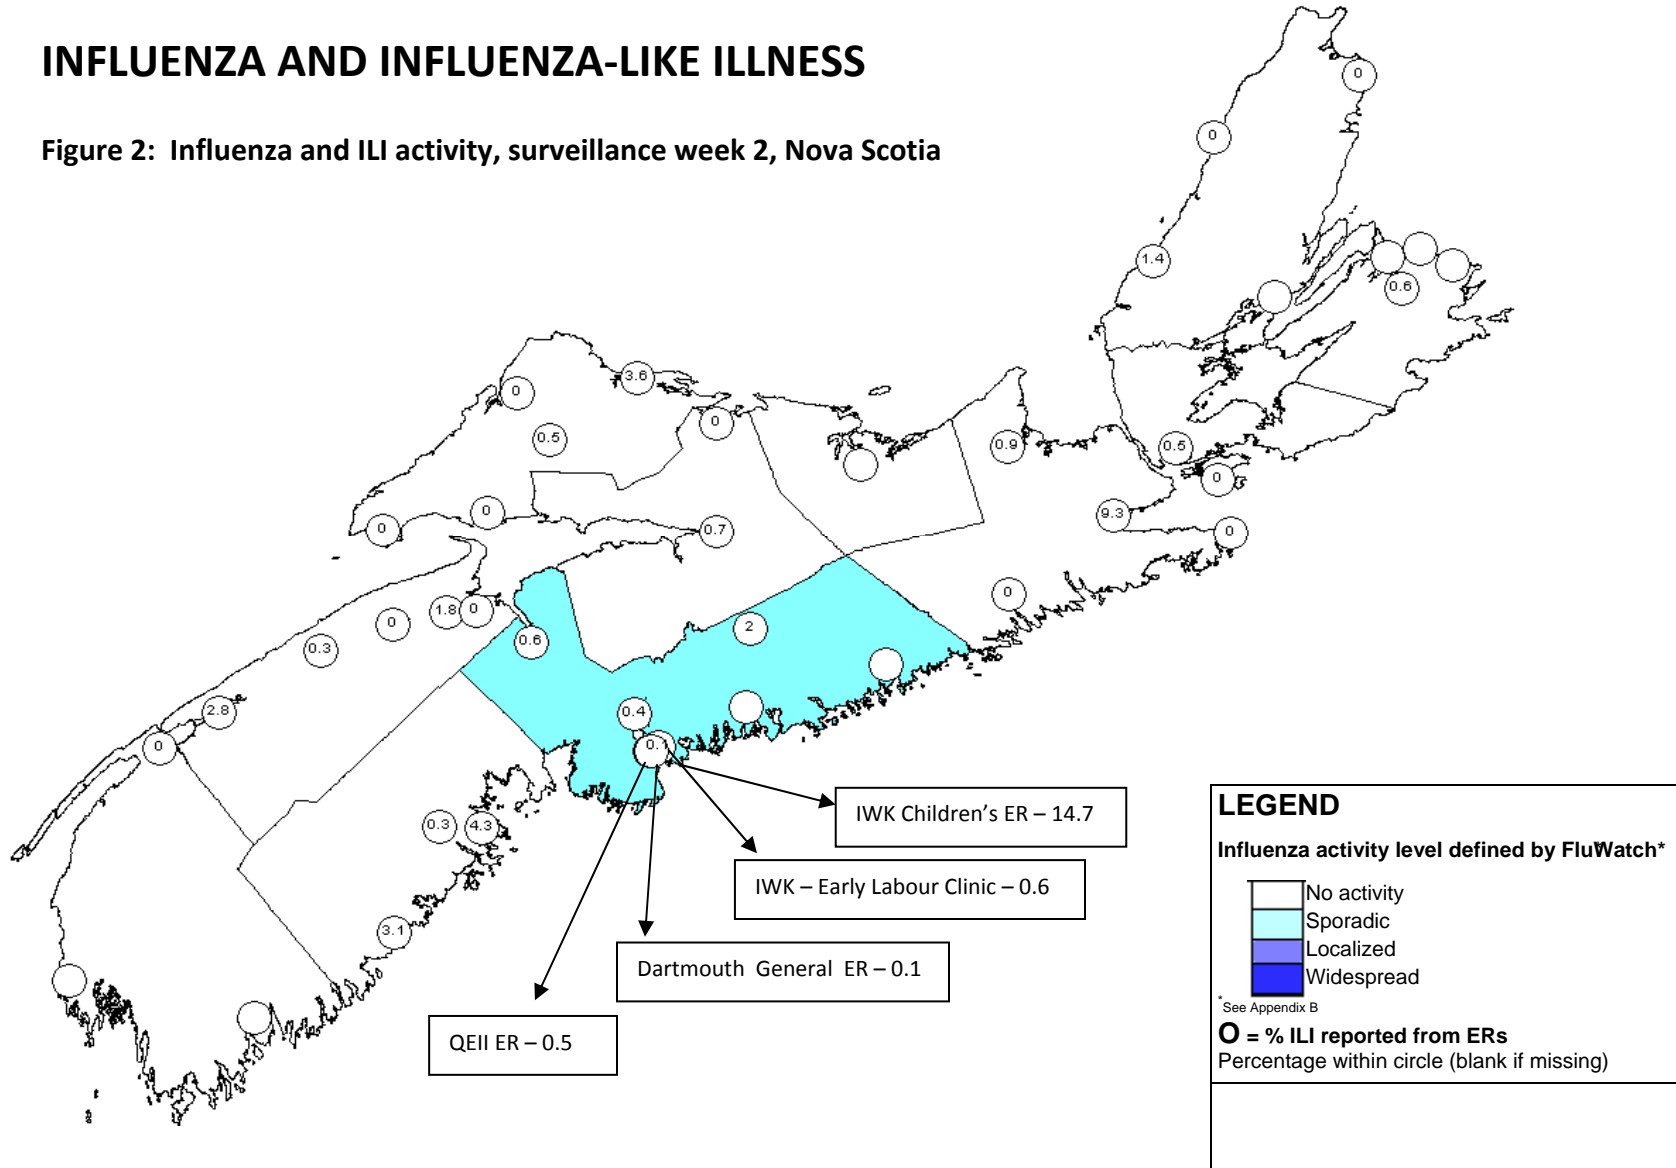 INFLUENZA AND INFLUENZA-LIKE ILLNESS
Figure 2: Influenza and ILI activity, surveillance week 2, Nova Scotia
0
0
1.4
0.6
3.6
0
0
0.5
0.9
0.5
0
0
0
0.7
9.3
0
0
1.8
0
0
0.3
0.6
2
2.8
0.4
0
0.1
0.3
4.3
3.1
IWK Children’s ER – 14.7
IWK – Early Labour Clinic – 0.6
Dartmouth General ER – 0.1
QEII ER – 0.5
LEGEND
Influenza activity level defined by FluWatch*
No activity
Sporadic
Localized
Widespread
*See Appendix B
O = % ILI reported from ERs
Percentage within circle (blank if missing)